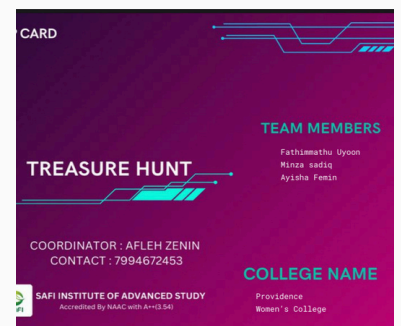 CARD
TEAM MEMBERS
Fathimmathu Uyoon
Minza sadiq
Ayisha Femin
TREASURE HUNT
COORDINATOR : AFLEH ZENIN
CONTACT : 7994672453
COLLEGE NAME
Providence
Women's College
SAFI INSTITUTE OF ADVANCED STUDY
Accredited By NAAC with A++(3.54)